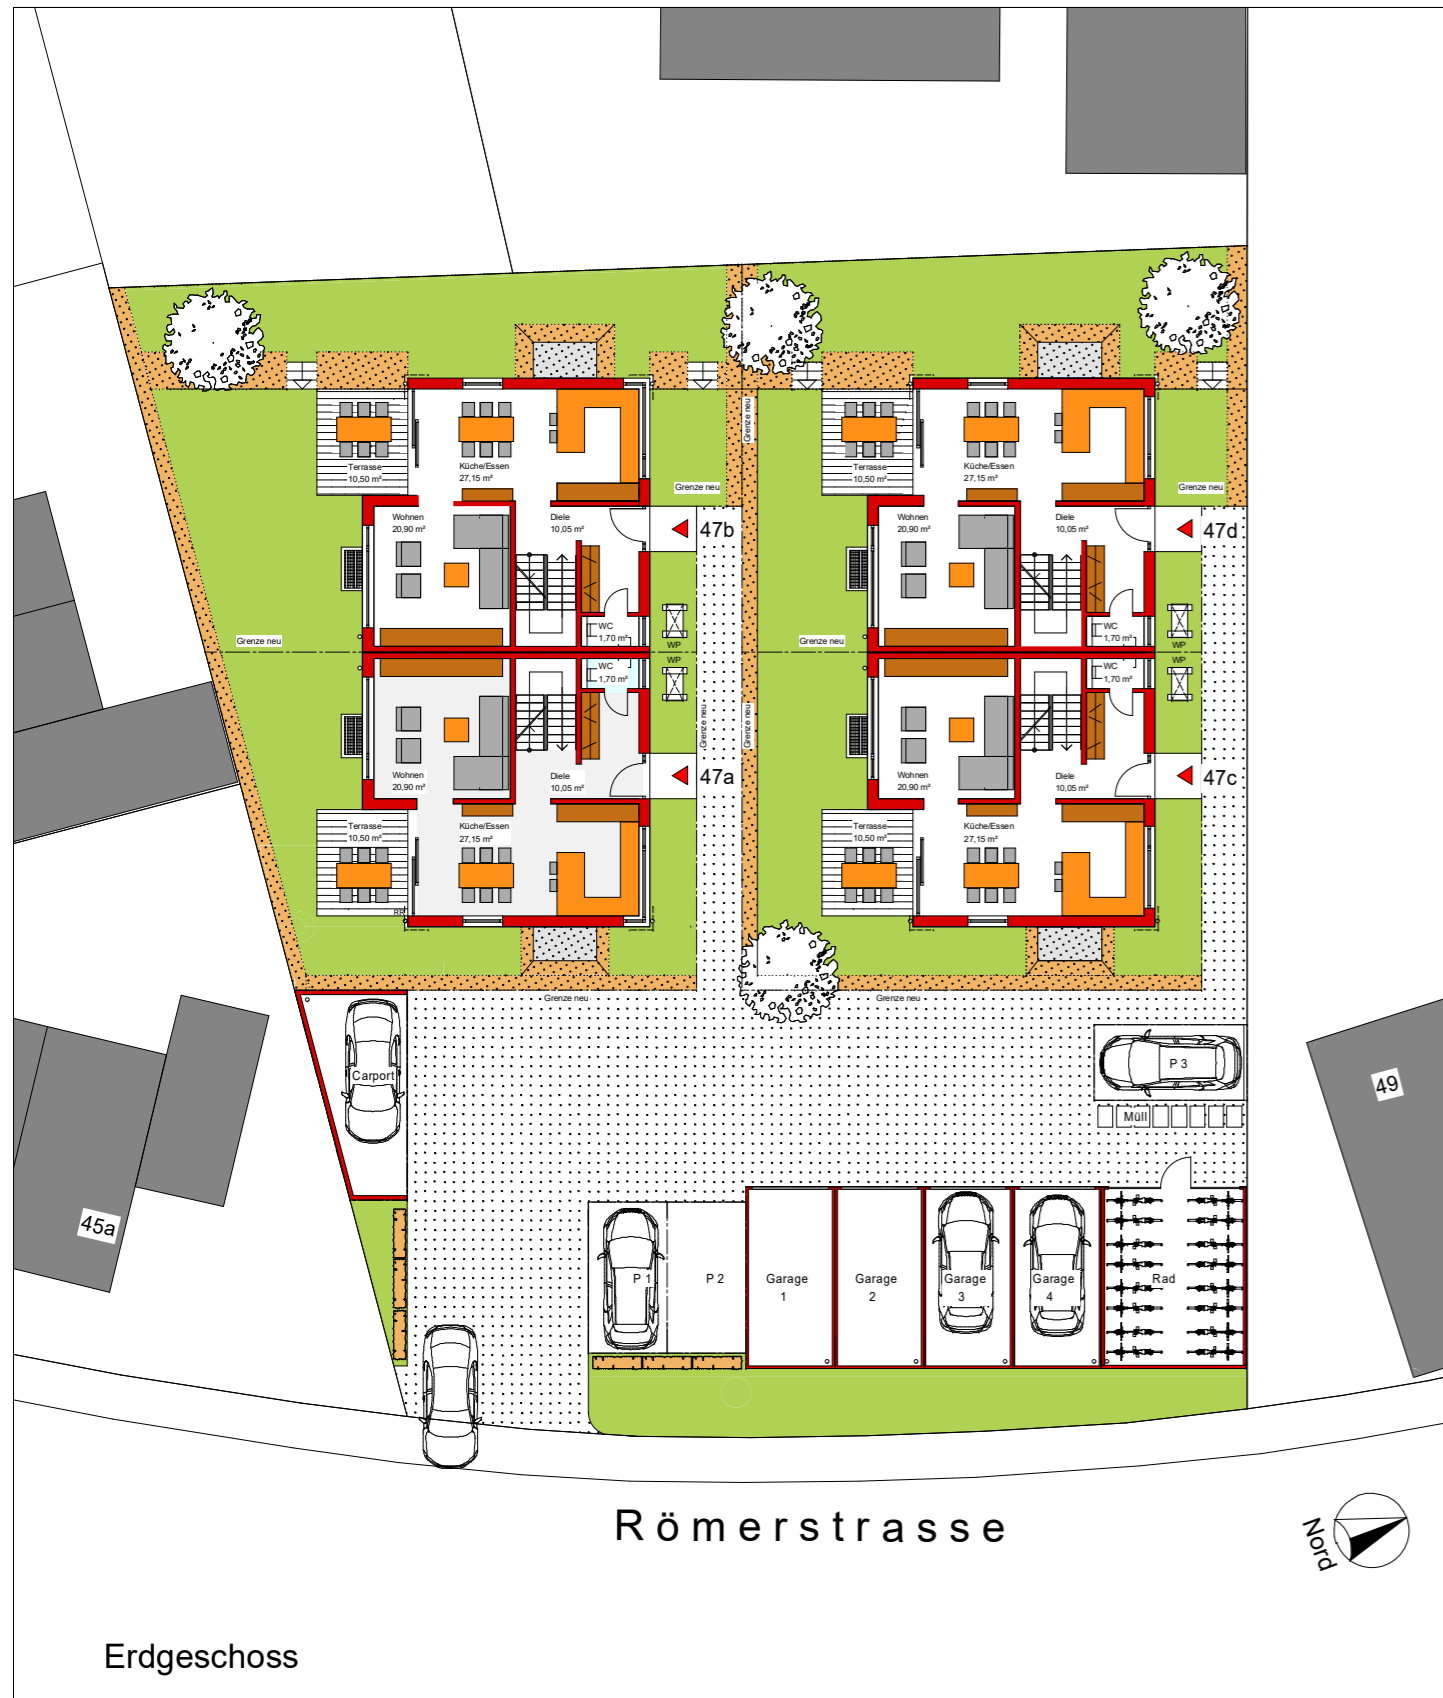 Terrasse
10,50 m²
Küche/Essen
27,15 m²
Grenze neu
Grenze neu
Terrasse
10,50 m²
Küche/Essen
27,15 m²
Grenze neu
Wohnen
20,90 m²
Diele
10,05 m²
47b
Wohnen
20,90 m²
Diele
10,05 m²
47d
Grenze neu
WC
1,70 m²
WP
Grenze neu
WC
1,70 m²
WP
WC
1,70 m²
WP
WC
1,70 m²
WP
Grenze neu
Grenze neu
Wohnen
20,90 m²
Diele
10,05 m²
47a
Wohnen
20,90 m²
Diele
10,05 m²
47c
Terrasse
10,50 m²
Küche/Essen
27,15 m²
Terrasse
10,50 m²
Küche/Essen
27,15 m²
RR
Grenze neu
Grenze neu
Carport
P 3
Müll
49
45a
P 1
P 2
Garage
1
Garage
2
Garage
3
Garage
4
Rad
Römerstrasse
Nord
Erdgeschoss